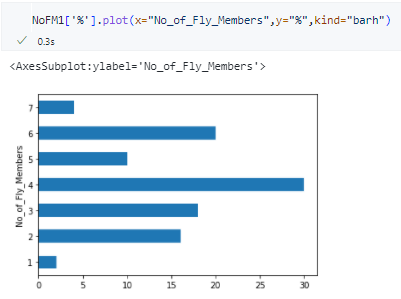 NoFM1['%'].plot(x="No_of_Fly_Members",y="%",kind="barh")
0.3s
<AxesSubplot:ylabel='No_of_Fly_Members'>
No_of_Fly_Members
7
6
5
4
3
2
1
0 5 10 15 20 25 30